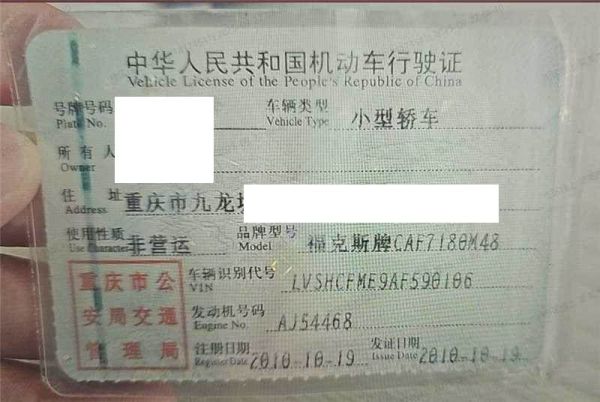 中华人民共和国机动车行驶证
Vehicle License of the People's Republic of China
号牌号码 车辆类型 小型轿车
Plate No. Vehicle Type
所有人
Owner
住址 重庆市九龙
Address
使用性质 非营运 品牌型号 福克斯牌CAF7180M48
Use Character Model
车辆识别代号 LVSHCFME9AF590106
VIN
发动机号码 AJ54468
Engine No.
注册日期 2010-10-19 发证日期 2010-10-19
Register Date Issue Date
重庆市公
安局交通
管理局